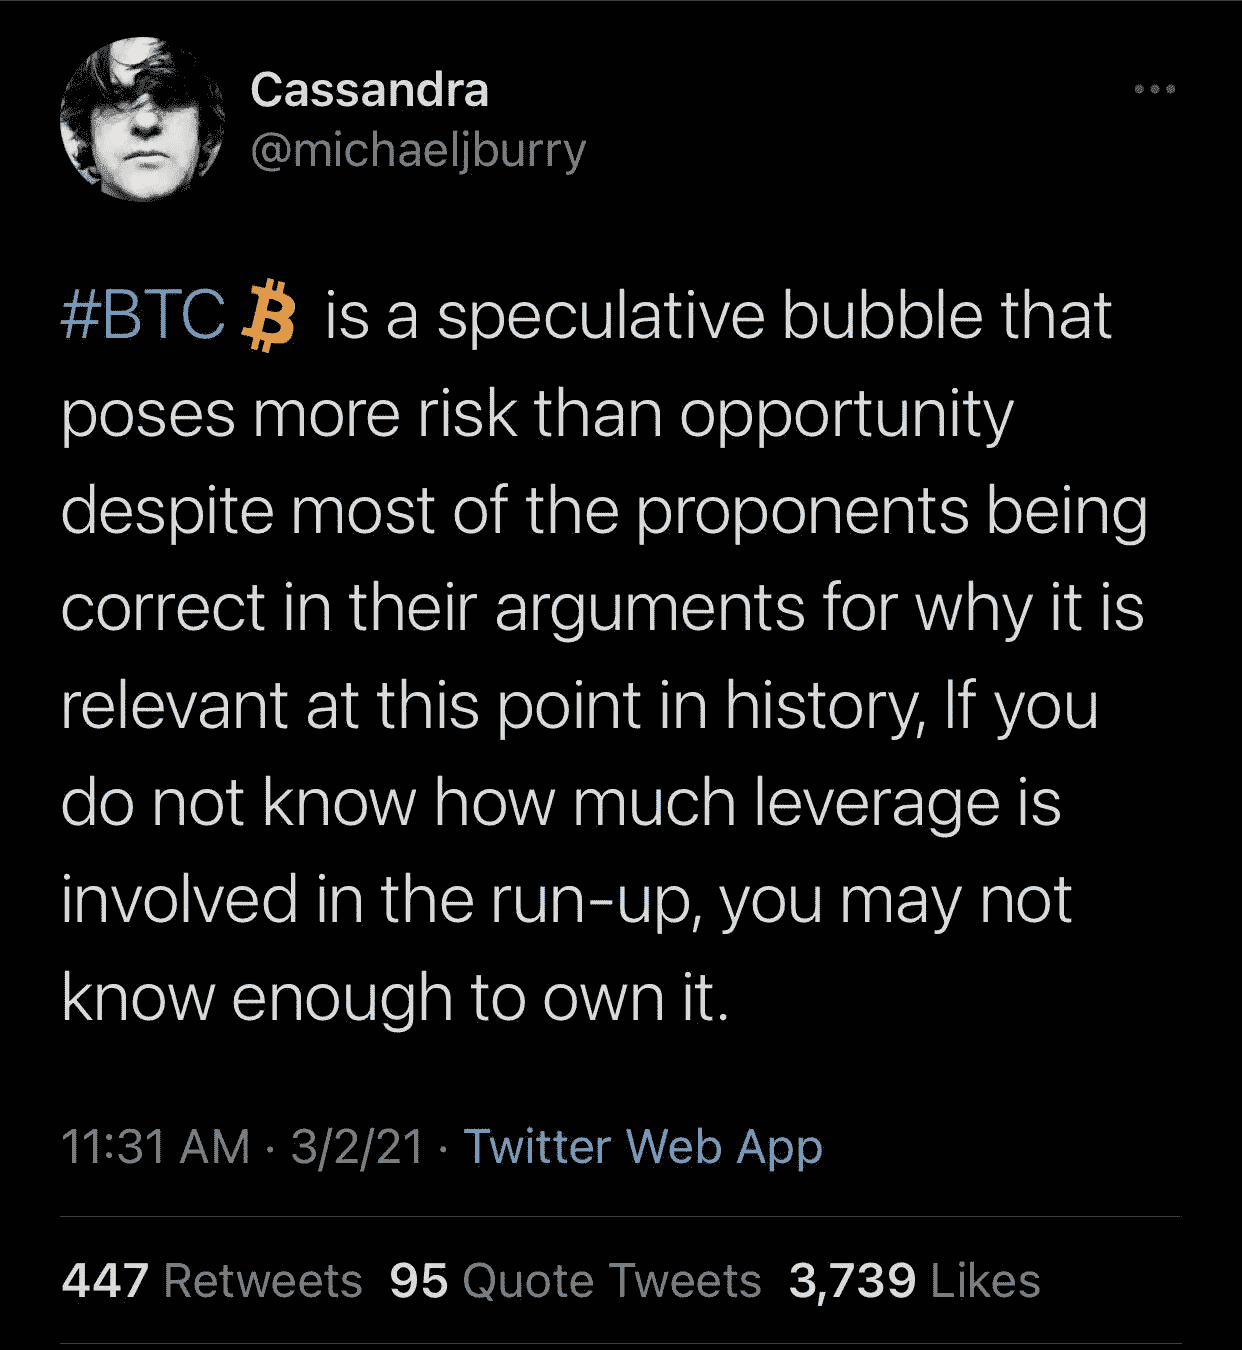 Cassandra
@michaeljburry
#BTC ₿ is a speculative bubble that
poses more risk than opportunity
despite most of the proponents being
correct in their arguments for why it is
relevant at this point in history, If you
do not know how much leverage is
involved in the run-up, you may not
know enough to own it.
11:31 AM · 3/2/21 · Twitter Web App
447 Retweets 95 Quote Tweets 3,739 Likes